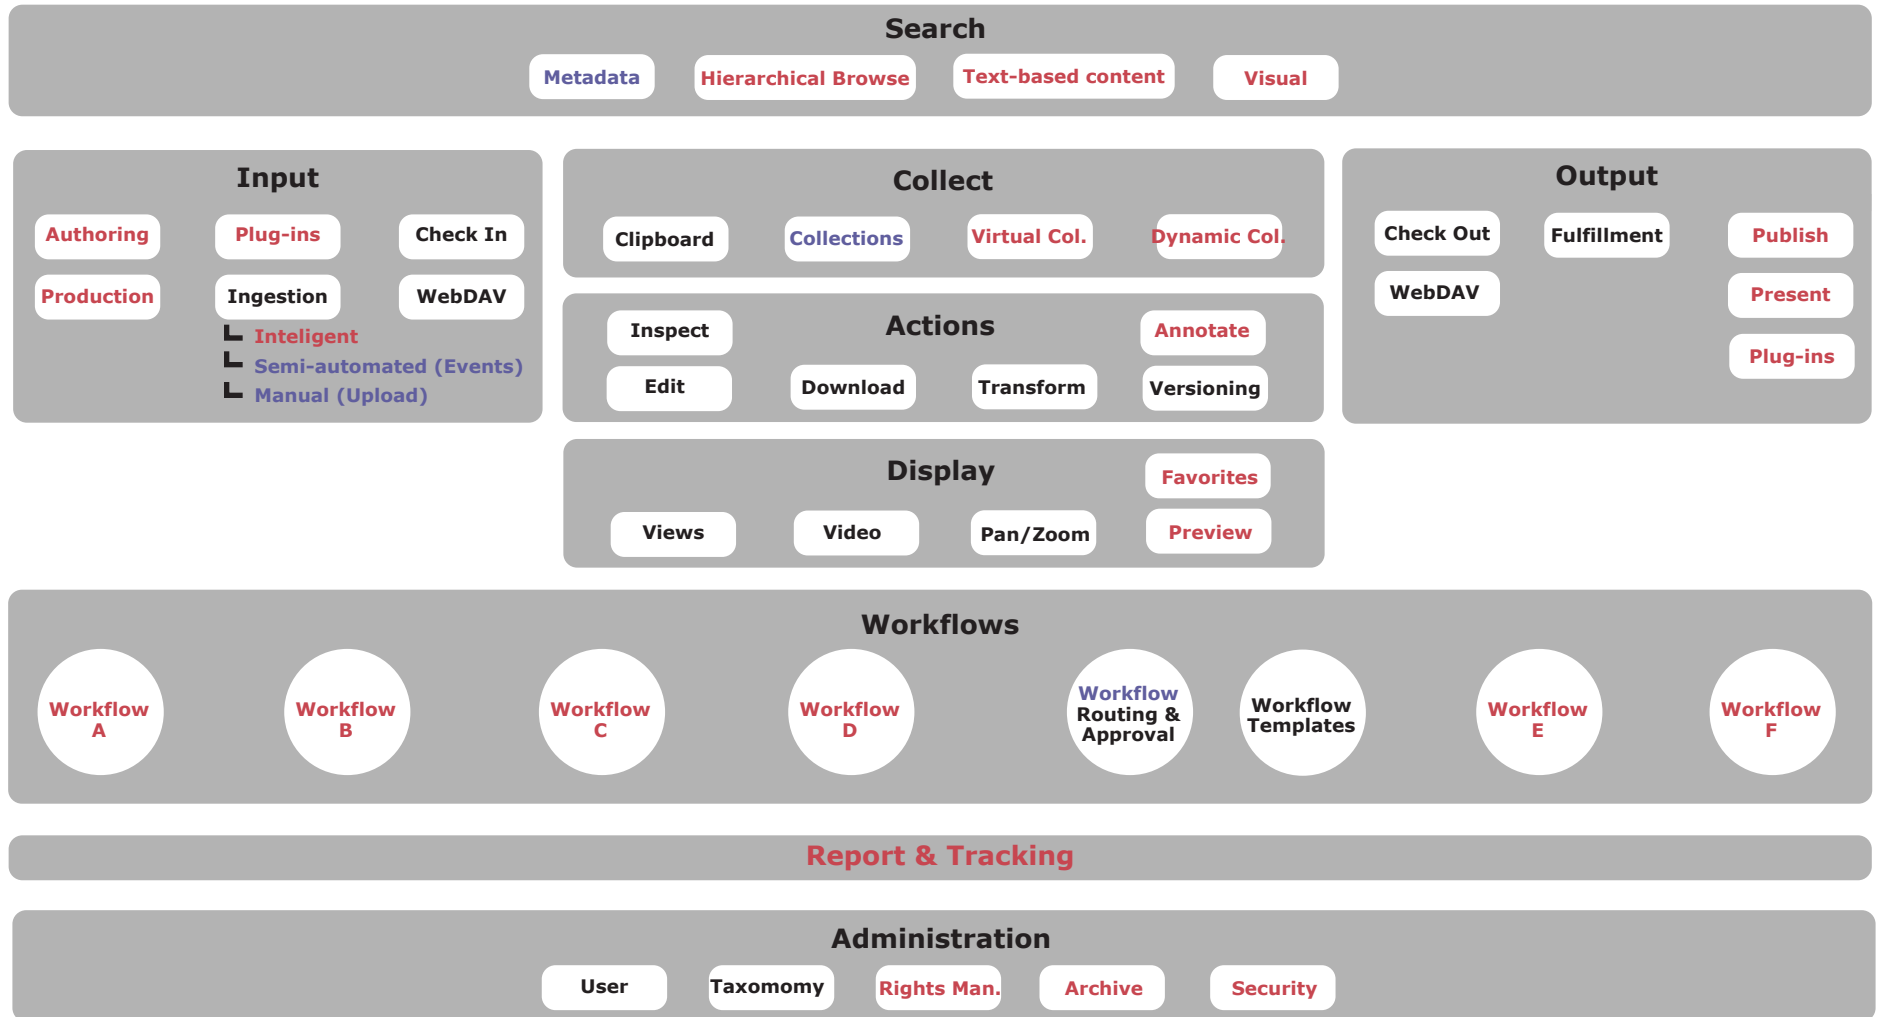 Search
Metadata
Hierarchical Browse
Text-based content
Visual
Input
Authoring
Plug-ins
Check In
Production
Ingestion
WebDAV
Inteligent
Semi-automated (Events)
Manual (Upload)
Collect
Clipboard
Collections
Virtual Col.
Dynamic Col.
Actions
Inspect
Annotate
Edit
Download
Transform
Versioning
Display
Favorites
Views
Video
Pan/Zoom
Preview
Output
Check Out
Fulfillment
Publish
WebDAV
Present
Plug-ins
Workflows
Workflow
A
Workflow
B
Workflow
C
Workflow
D
Workflow
Routing &
Approval
Workflow
Templates
Workflow
E
Workflow
F
Report & Tracking
Administration
User
Taxomomy
Rights Man.
Archive
Security